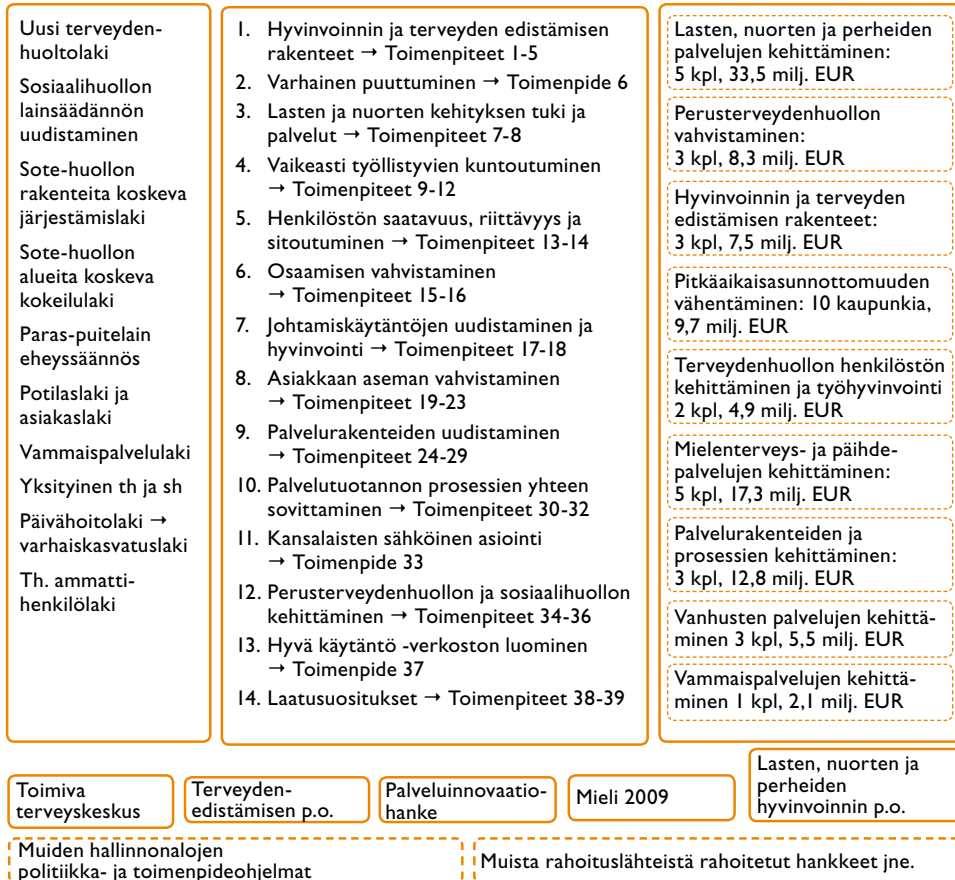 Uusi terveyden-
huoltolaki
Sosiaalihuollon
lainsäädännön
uudistaminen
Sote-huollon
rakenteita koskeva
järjestämislaki
Sote-huollon
alueita koskeva
kokeilulaki
Paras-puitelain
eheyssäännös
Potilaslaki ja
asiakaslaki
Vammaispalvelulaki
Yksityinen th ja sh
Päivähoitolaki →
varhaiskasvatuslaki
Th. ammatti-
henkilölaki
1. Hyvinvoinnin ja terveyden edistämisen
rakenteet → Toimenpiteet 1-5
2. Varhainen puuttuminen → Toimenpide 6
3. Lasten ja nuorten kehityksen tuki ja
palvelut → Toimenpiteet 7-8
4. Vaikeasti työllistyvien kuntoutuminen
→ Toimenpiteet 9-12
5. Henkilöstön saatavuus, riittävyys ja
sitoutuminen → Toimenpiteet 13-14
6. Osaamisen vahvistaminen
→ Toimenpiteet 15-16
7. Johtamiskäytäntöjen uudistaminen ja
hyvinvointi → Toimenpiteet 17-18
8. Asiakkaan aseman vahvistaminen
→ Toimenpiteet 19-23
9. Palvelurakenteiden uudistaminen
→ Toimenpiteet 24-29
10. Palvelutuotannon prosessien yhteen
sovittaminen → Toimenpiteet 30-32
11. Kansalaisten sähköinen asiointi
→ Toimenpide 33
12. Perusterveydenhuollon ja sosiaalihuollon
kehittäminen → Toimenpiteet 34-36
13. Hyvä käytäntö -verkoston luominen
→ Toimenpide 37
14. Laatusuositukset → Toimenpiteet 38-39
Lasten, nuorten ja perheiden
palvelujen kehittäminen:
5 kpl, 33,5 milj. EUR
Perusterveydenhuollon
vahvistaminen:
3 kpl, 8,3 milj. EUR
Hyvinvoinnin ja terveyden
edistämisen rakenteet:
3 kpl, 7,5 milj. EUR
Pitkäaikaisasunnottomuuden
vähentäminen: 10 kaupunkia,
9,7 milj. EUR
Terveydenhuollon henkilöstön
kehittäminen ja työhyvinvointi
2 kpl, 4,9 milj. EUR
Mielenterveys- ja päihde-
palvelujen kehittäminen:
5 kpl, 17,3 milj. EUR
Palvelurakenteiden ja
prosessien kehittäminen:
3 kpl, 12,8 milj. EUR
Vanhusten palvelujen kehittä-
minen 3 kpl, 5,5 milj. EUR
Vammaispalvelujen kehittä-
minen 1 kpl, 2,1 milj. EUR
Toimiva
terveyskeskus
Terveyden-
edistämisen p.o.
Palveluinnovaatio-
hanke
Mieli 2009
Lasten, nuorten ja
perheiden
hyvinvoinnin p.o.
Muiden hallinnonalojen
politiikka- ja toimenpideohjelmat
Muista rahoituslähteistä rahoitetut hankkeet jne.